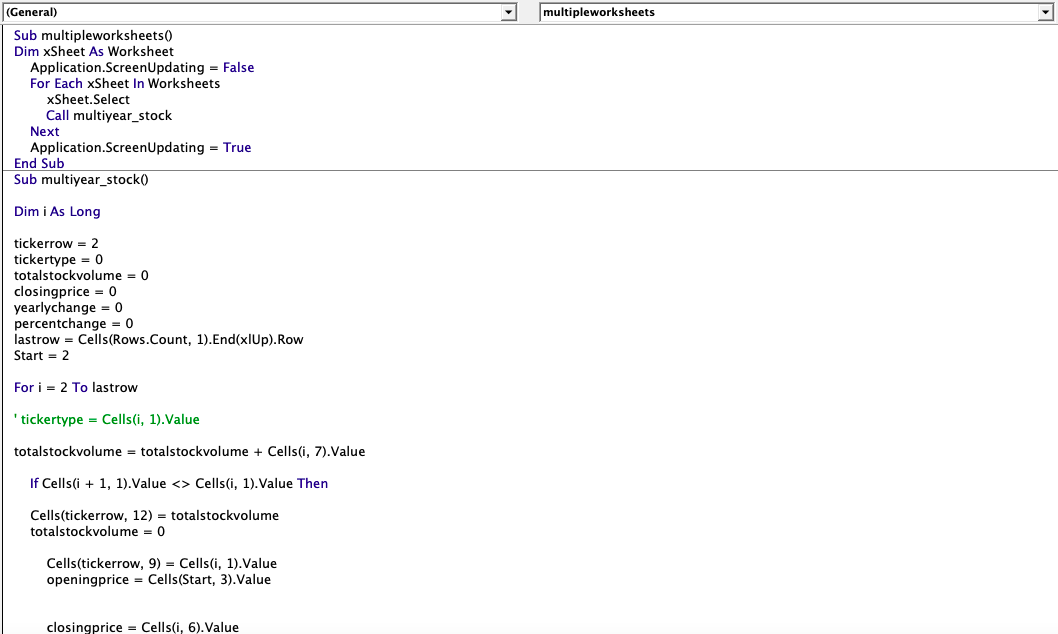 (General) multipleworksheets
Sub multipleworksheets()
Dim xSheet As Worksheet
Application.ScreenUpdating = False
For Each xSheet In Worksheets
xSheet.Select
Call multiyear_stock
Next
Application.ScreenUpdating = True
End Sub
Sub multiyear_stock()
Dim i As Long
tickerrow = 2
tickertype = 0
totalstockvolume = 0
closingprice = 0
yearlychange = 0
percentchange = 0
lastrow = Cells(Rows.Count, 1).End(xlUp).Row
Start = 2
For i = 2 To lastrow
' tickertype = Cells(i, 1).Value
totalstockvolume = totalstockvolume + Cells(i, 7).Value
If Cells(i + 1, 1).Value <> Cells(i, 1).Value Then
Cells(tickerrow, 12) = totalstockvolume
totalstockvolume = 0
Cells(tickerrow, 9) = Cells(i, 1).Value
openingprice = Cells(Start, 3).Value
closingprice = Cells(i, 6).Value